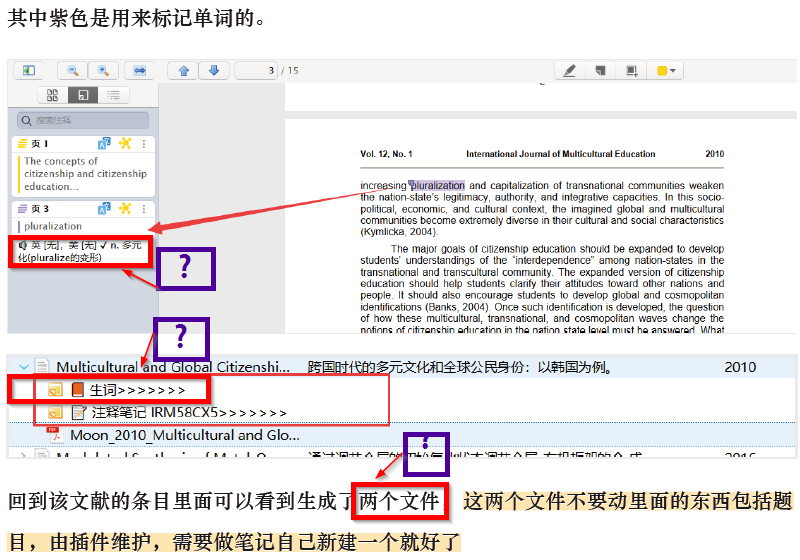 其中紫色是用来标记单词的。
3 / 15
搜索注释
页 1
The concepts of
citizenship and citizenship
education...
页 3
pluralization
英 [无]，美 [无] ✓ n. 多元
化(pluralize的变形)
?
?
Vol. 12, No. 1 International Journal of Multicultural Education 2010
increasing pluralization and capitalization of transnational communities weaken
the nation-state's legitimacy, authority, and integrative capacities. In this socio-
political, economic, and cultural context, the imagined global and multicultural
communities become extremely diverse in their cultural and social characteristics
(Kymlicka, 2004).
The major goals of citizenship education should be expanded to develop
students' understandings of the "interdependence" among nation-states in the
transnational and transcultural community. The expanded version of citizenship
education should help students clarify their attitudes toward other nations and
people. It should also encourage students to develop global and cosmopolitan
identifications (Banks, 2004). Once such identification is developed, the question
of how these multicultural, transnational, and cosmopolitan waves change the
notions of citizenship education in the nation state level must be answered. What
Multicultural and Global Citizenshi... 跨国时代的多元文化和全球公民身份：以韩国为例。 2010
生词>>>>>>>
注释笔记 IRM58CX5>>>>>>>
Moon_2010_Multicultural and Glo...
?
回到该文献的条目里面可以看到生成了两个文件 这两个文件不要动里面的东西包括题
目，由插件维护，需要做笔记自己新建一个就好了